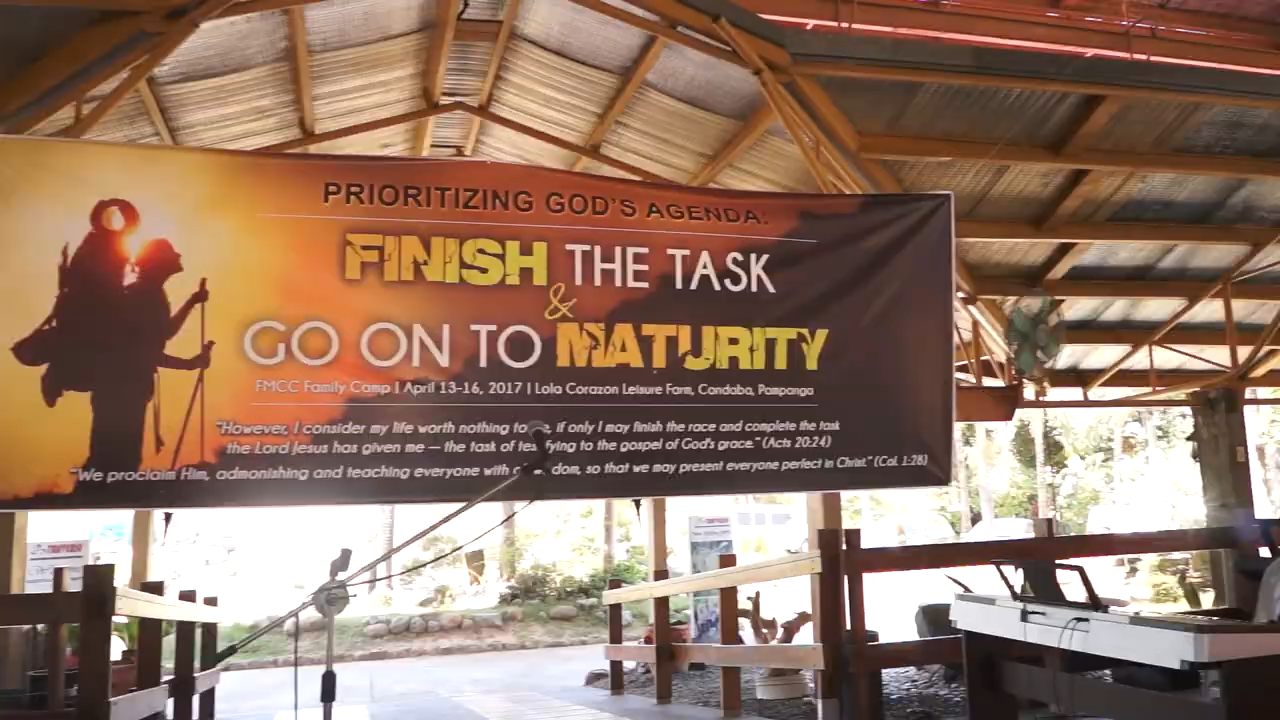 PRIORITIZING GOD'S AGENDA:
FINISH THE TASK
&
GO ON TO MATURITY
FMCC Family Camp | April 13-16, 2017 | Lola Corazon Leisure Farm, Candaba, Pampanga
"However, I consider my life worth nothing to if only I may finish the race and complete the task
the Lord Jesus has given me — the task of testifying to the gospel of God's grace." (Acts 20:24)
"We proclaim Him, admonishing and teaching everyone with so that we may present everyone perfect in Christ." (Col. 1:28)